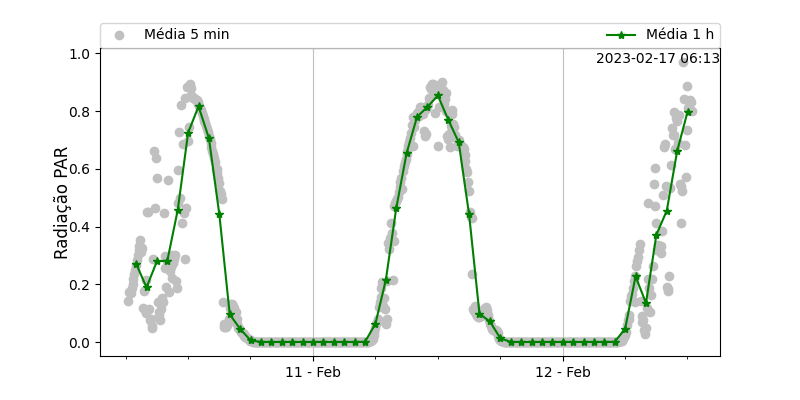 Média 5 min
Média 1 h
2023-02-17 06:13
Radiação PAR
1.0
0.8
0.6
0.4
0.2
0.0
11 - Feb
12 - Feb